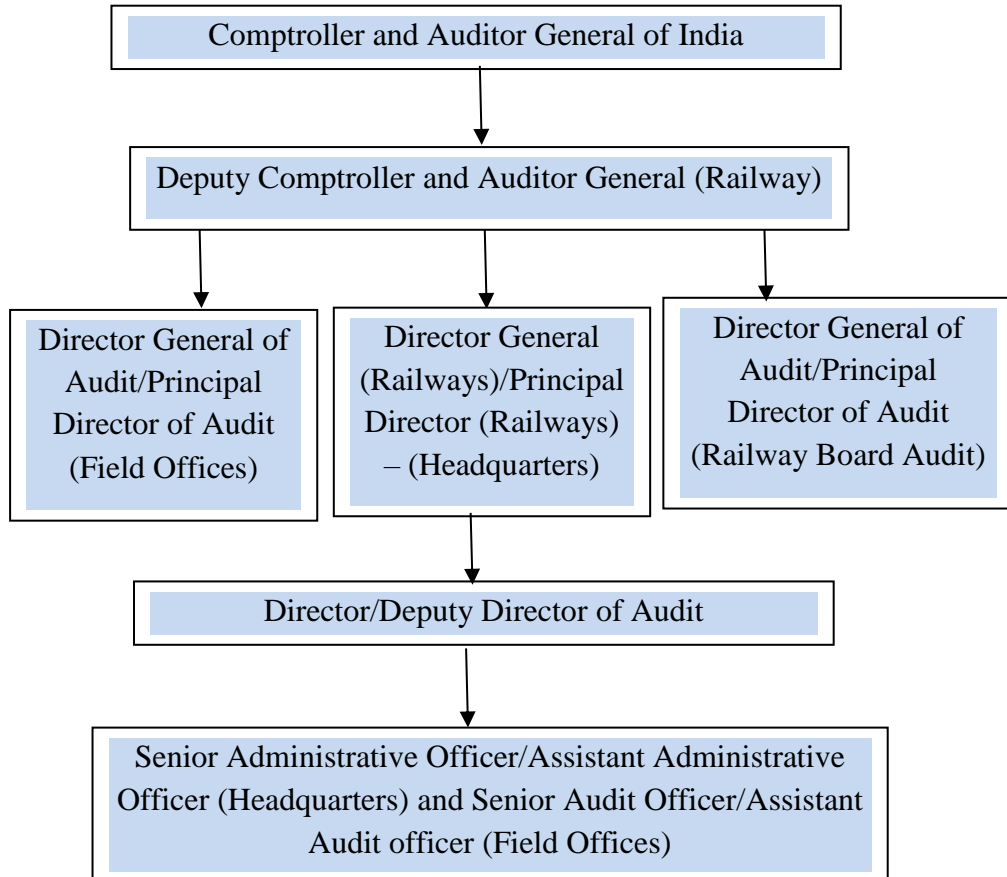 Comptroller and Auditor General of India
Deputy Comptroller and Auditor General (Railway)
Director General of
Audit/Principal
Director of Audit
(Field Offices)
Director General
(Railways)/Principal
Director (Railways)
– (Headquarters)
Director General of
Audit/Principal
Director of Audit
(Railway Board Audit)
Director/Deputy Director of Audit
Senior Administrative Officer/Assistant Administrative
Officer (Headquarters) and Senior Audit Officer/Assistant
Audit officer (Field Offices)